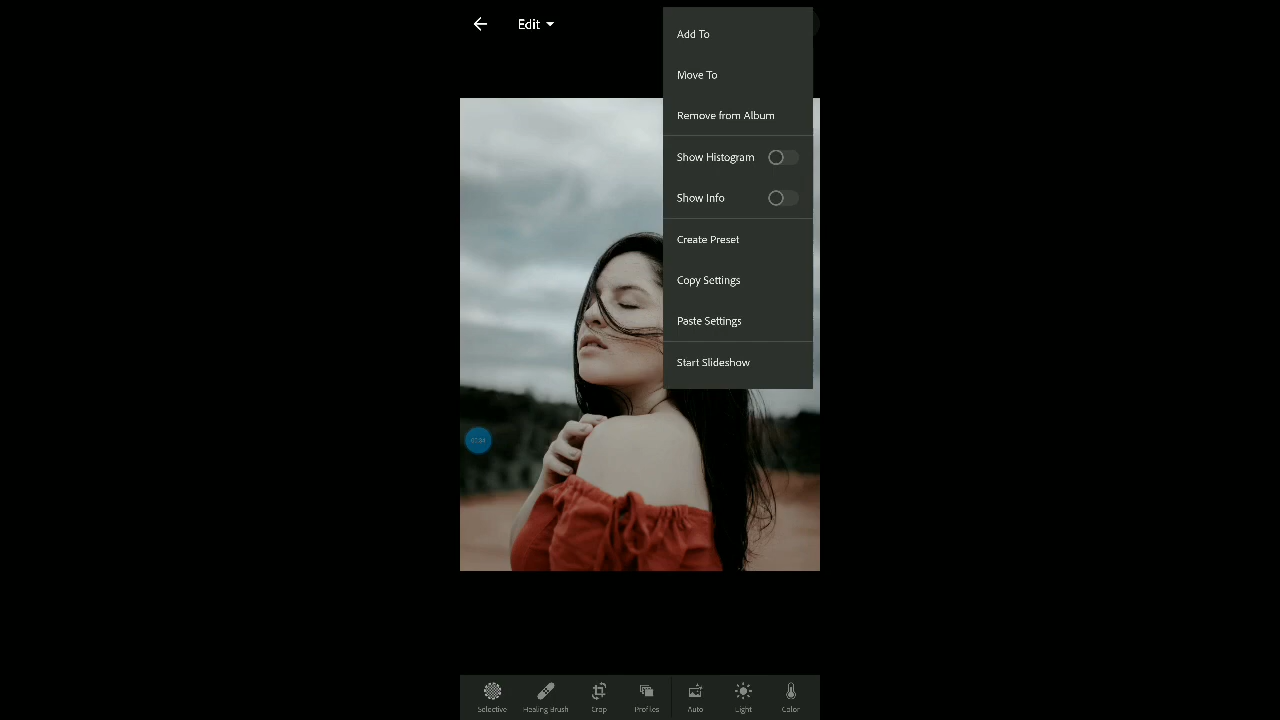 Edit
Add To
Move To
Remove from Album
Show Histogram
Show Info
Create Preset
Copy Settings
Paste Settings
Start Slideshow
Selective
Healing Brush
Crop
Profiles
Auto
Light
Color